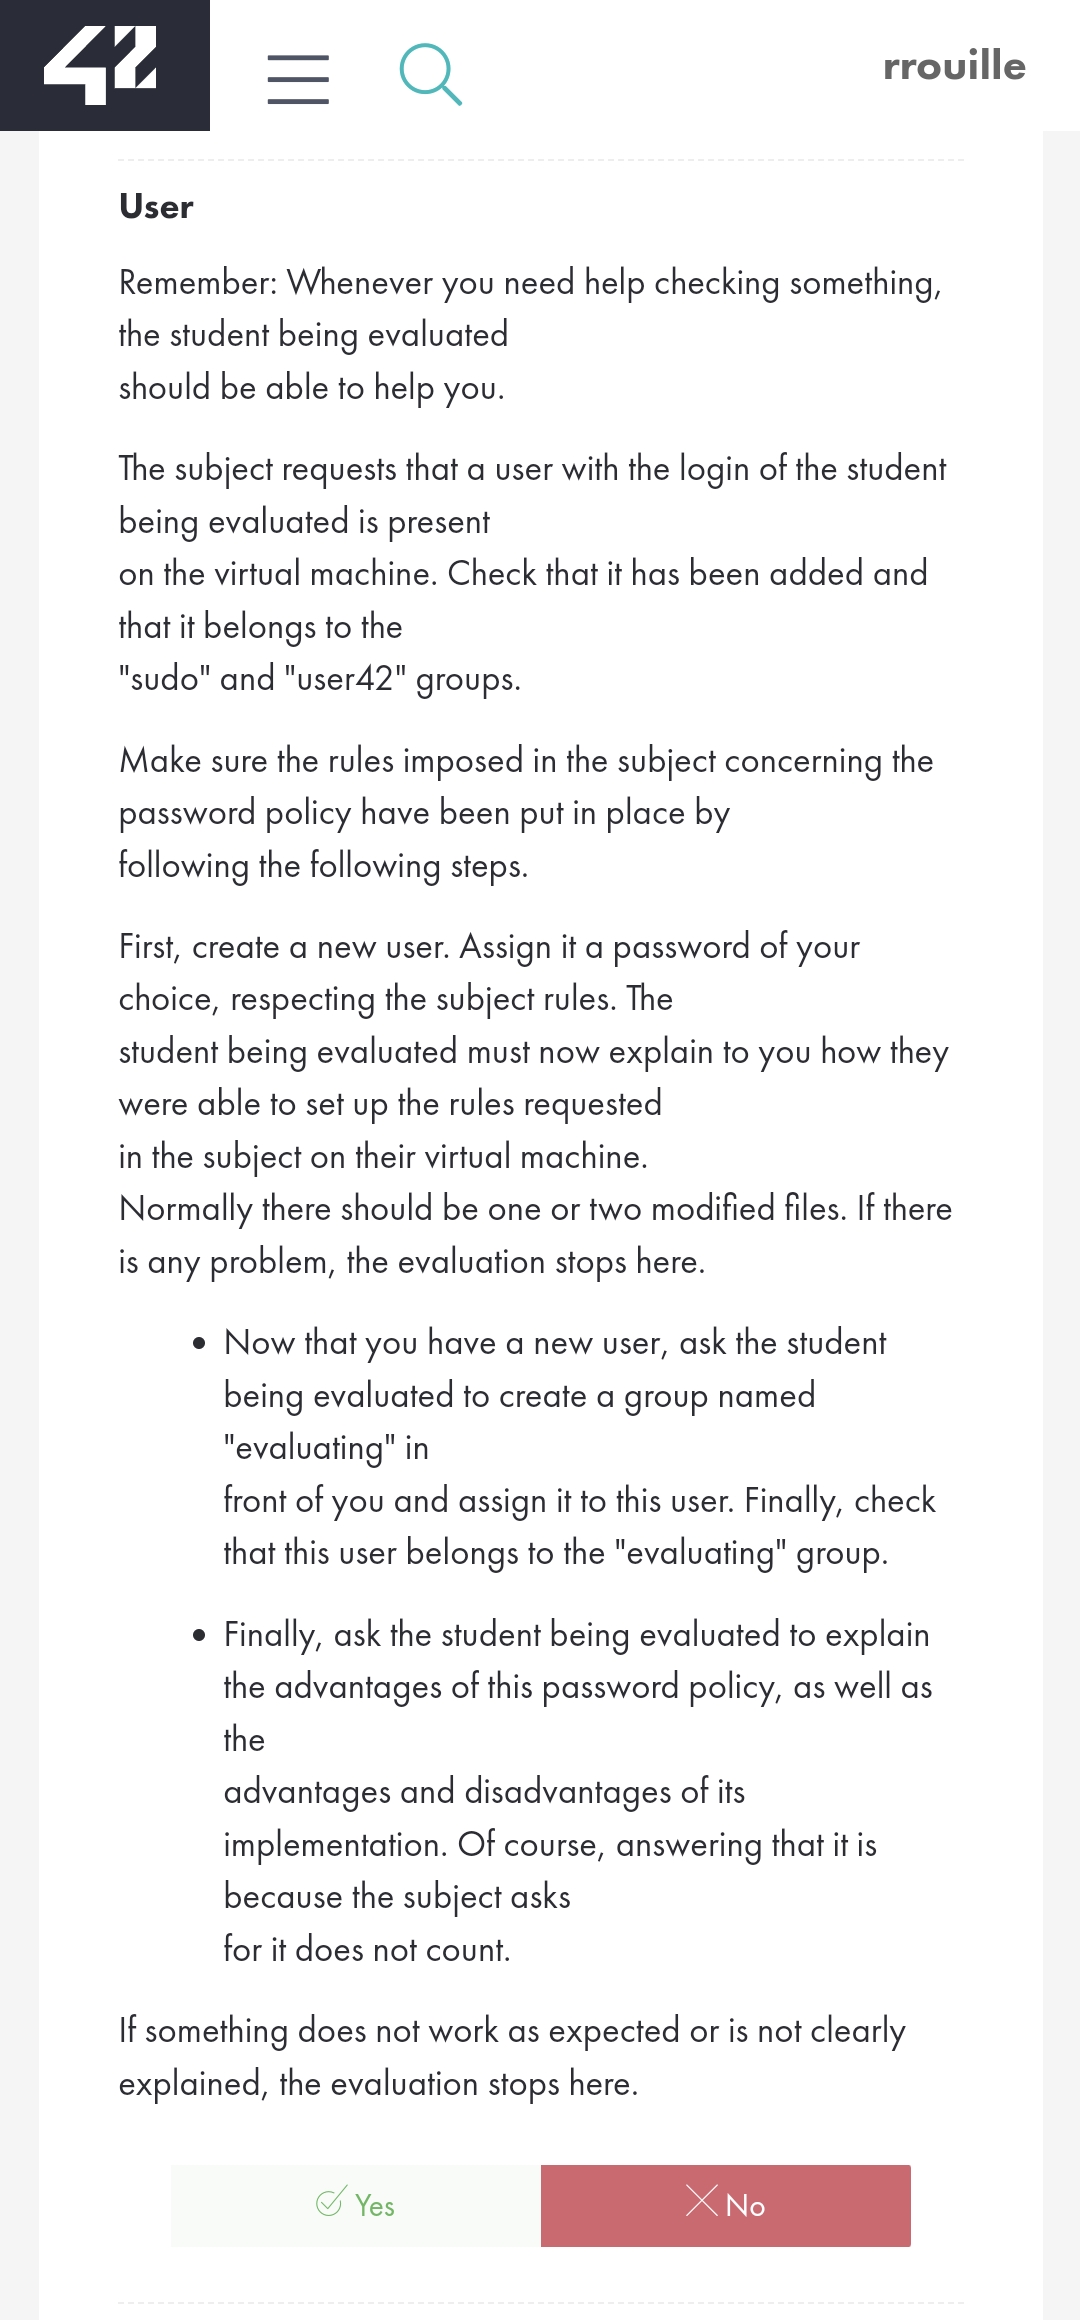 42
rrouille
User
Remember: Whenever you need help checking something,
the student being evaluated
should be able to help you.
The subject requests that a user with the login of the student
being evaluated is present
on the virtual machine. Check that it has been added and
that it belongs to the
"sudo" and "user42" groups.
Make sure the rules imposed in the subject concerning the
password policy have been put in place by
following the following steps.
First, create a new user. Assign it a password of your
choice, respecting the subject rules. The
student being evaluated must now explain to you how they
were able to set up the rules requested
in the subject on their virtual machine.
Normally there should be one or two modified files. If there
is any problem, the evaluation stops here.
• Now that you have a new user, ask the student
being evaluated to create a group named
"evaluating" in
front of you and assign it to this user. Finally, check
that this user belongs to the "evaluating" group.
• Finally, ask the student being evaluated to explain
the advantages of this password policy, as well as
the
advantages and disadvantages of its
implementation. Of course, answering that it is
because the subject asks
for it does not count.
If something does not work as expected or is not clearly
explained, the evaluation stops here.
Yes
No